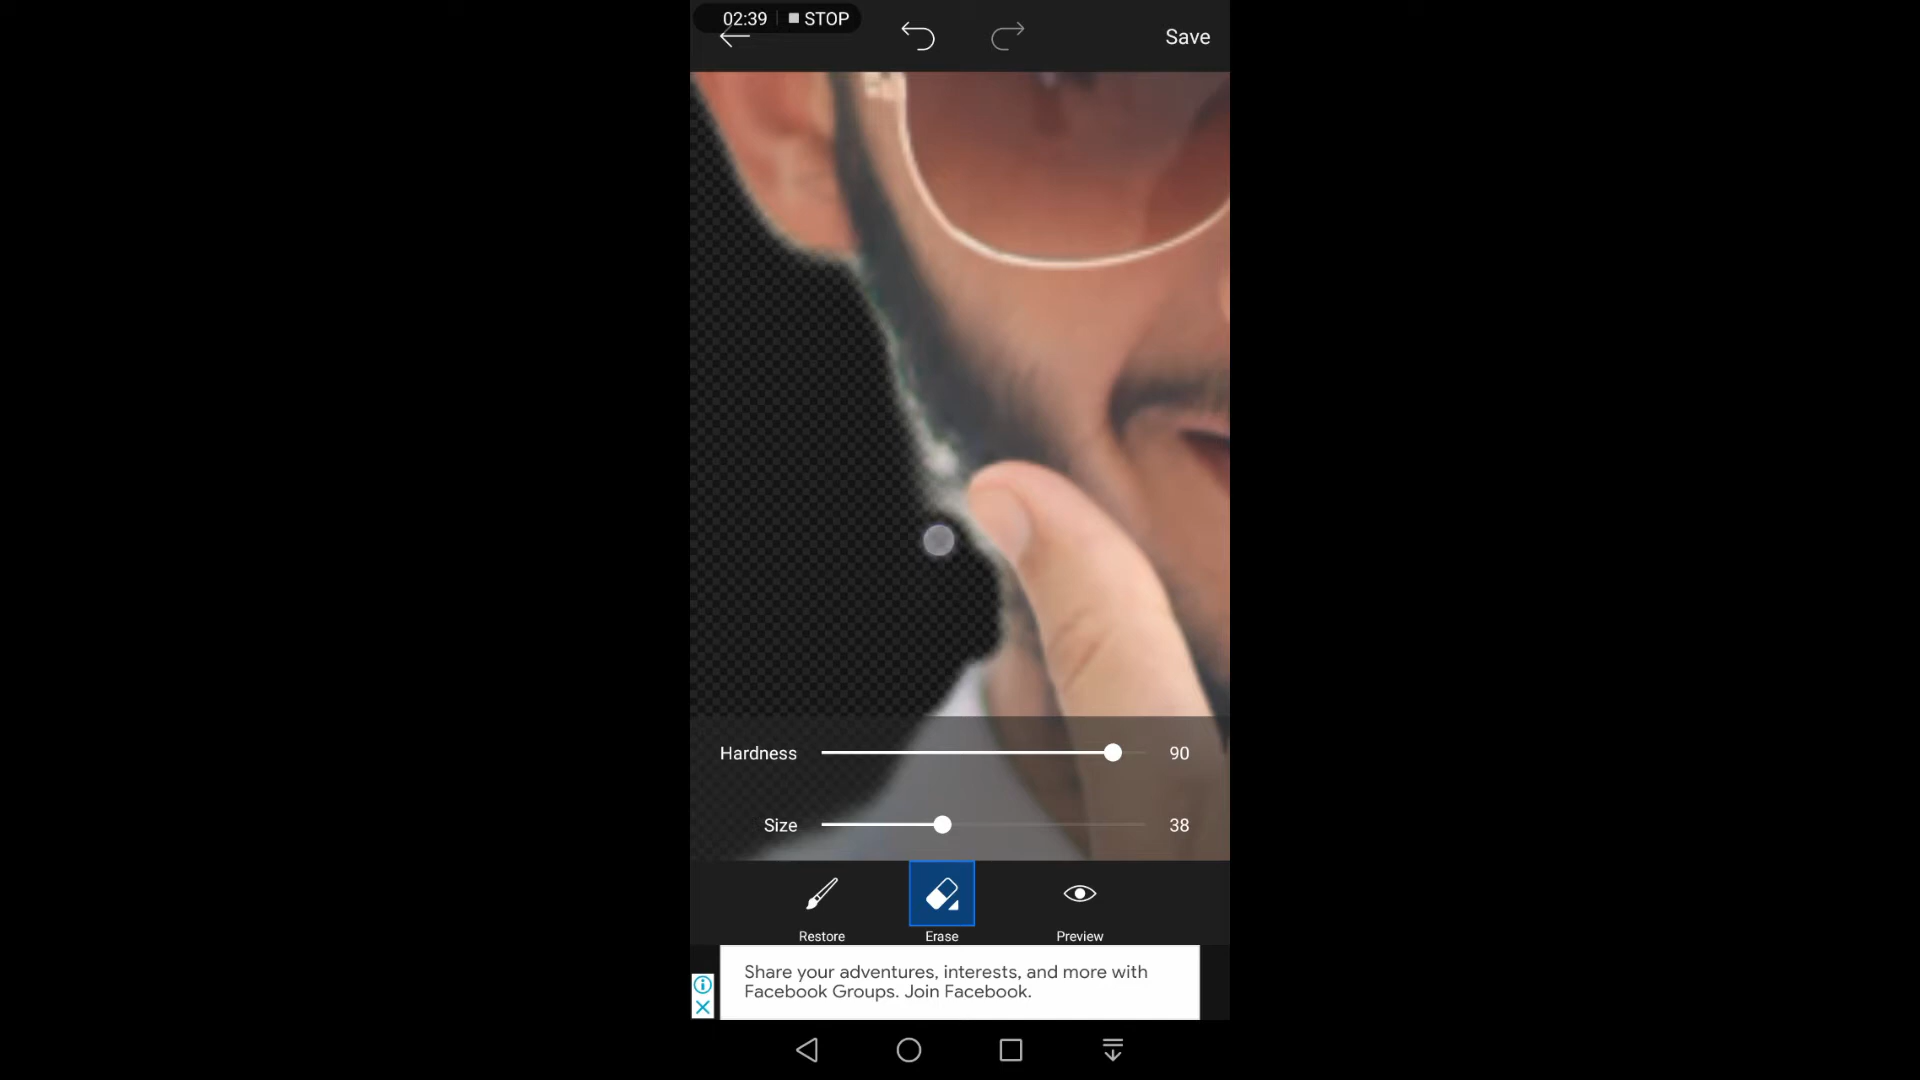 02:39 STOP
Save
Hardness 90
Size 38
Restore Erase Preview
Share your adventures, interests, and more with
Facebook Groups. Join Facebook.